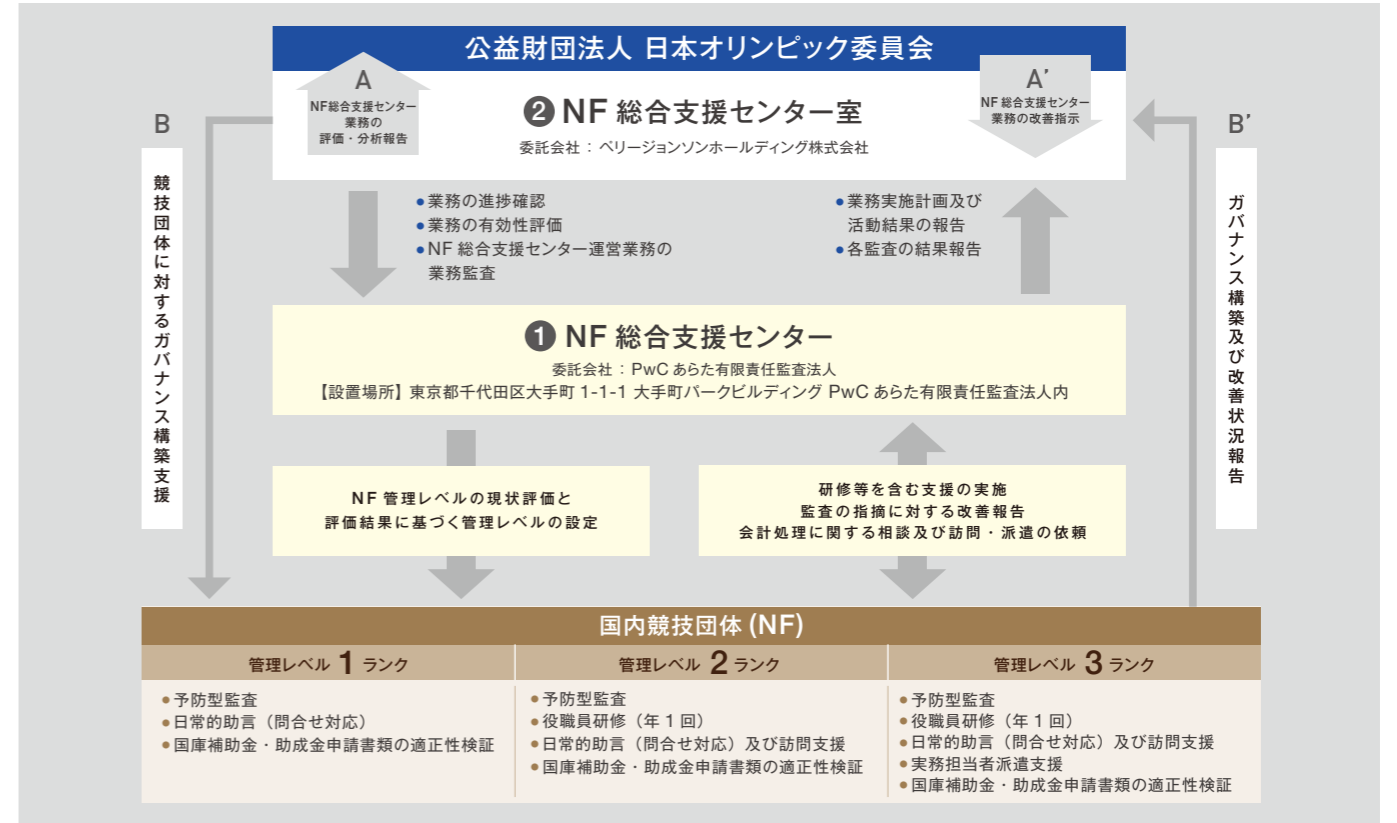 公益財団法人 日本オリンピック委員会
A
NF総合支援センター
業務の
評価・分析報告
❷ NF 総合支援センター室
委託会社 : ベリージョンソンホールディング株式会社
A’
NF 総合支援センター
業務の改善指示
B
競技団体に対するガバナンス構築支援
B’
ガバナンス構築及び改善状況報告
●業務の進捗確認
●業務の有効性評価
●NF 総合支援センター運営業務の
業務監査
●業務実施計画及び
活動結果の報告
●各監査の結果報告
❶ NF 総合支援センター
委託会社 : PwC あらた有限責任監査法人
【設置場所】東京都千代田区大手町 1-1-1 大手町パークビルディング PwC あらた有限責任監査法人内
NF 管理レベルの現状評価と
評価結果に基づく管理レベルの設定
研修等を含む支援の実施
監査の指摘に対する改善報告
会計処理に関する相談及び訪問・派遣の依頼
国内競技団体 (NF)
管理レベル 1 ランク
●予防型監査
●日常的助言（問合せ対応）
●国庫補助金・助成金申請書類の適正性検証
管理レベル 2 ランク
●予防型監査
●役職員研修（年 1 回）
●日常的助言（問合せ対応）及び訪問支援
●国庫補助金・助成金申請書類の適正性検証
管理レベル 3 ランク
●予防型監査
●役職員研修（年 1 回）
●日常的助言（問合せ対応）及び訪問支援
●実務担当者派遣支援
●国庫補助金・助成金申請書類の適正性検証